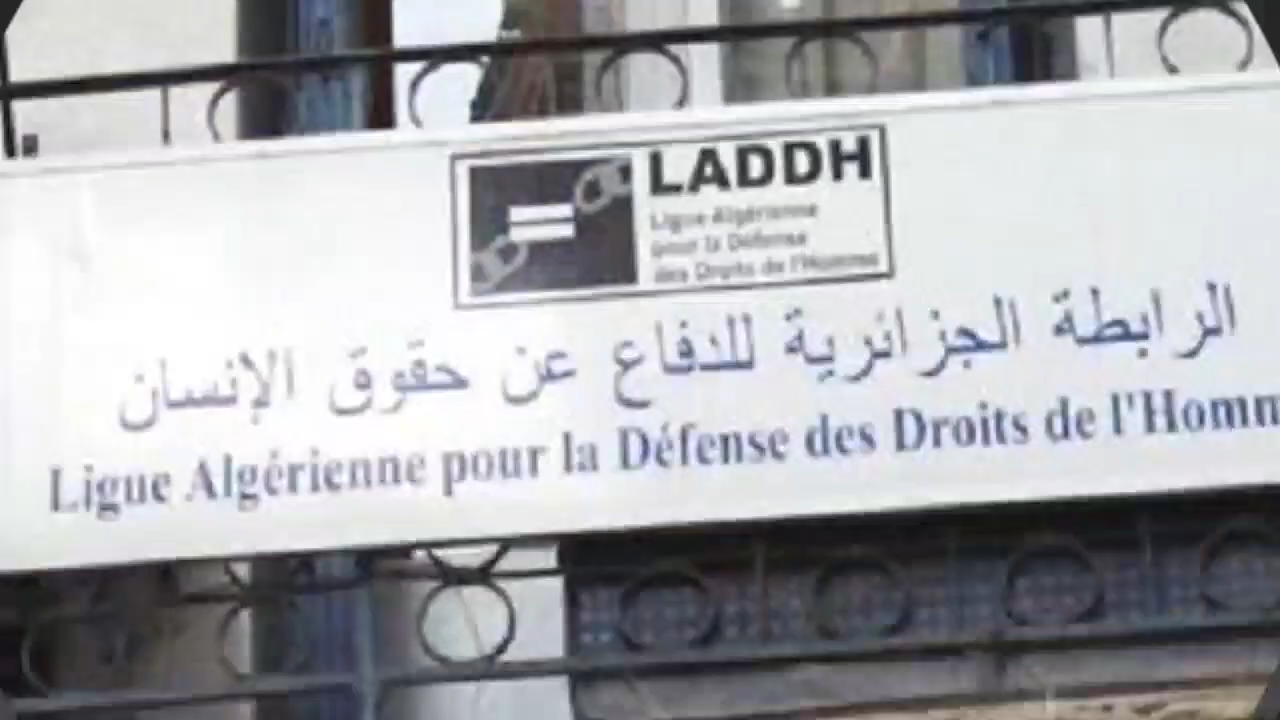 LADDH
Ligue Algérienne
pour la Défense
des Droits de l'Homme
الرابطة الجزائرية للدفاع عن حقوق الإنسان
Ligue Algérienne pour la Défense des Droits de l'Homm